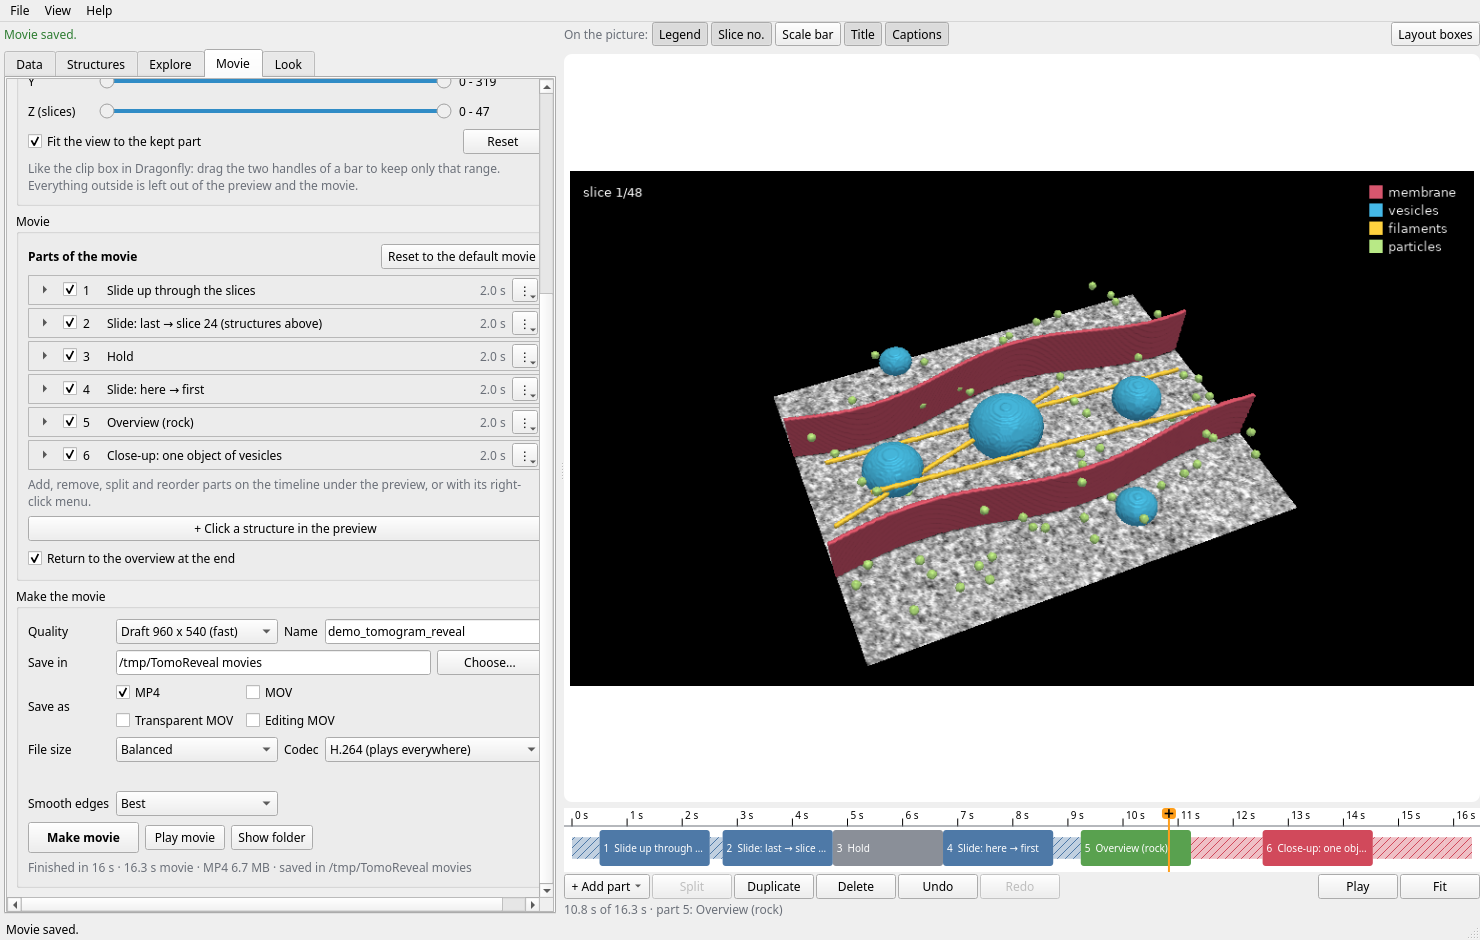 File View Help
Movie saved.
On the picture: Legend Slice no. Scale bar Title Captions Layout boxes
Data Structures Explore Movie Look
Y 0 - 319
Z (slices) 0 - 47
Fit the view to the kept part Reset
Like the clip box in Dragonfly: drag the two handles of a bar to keep only that range.
Everything outside is left out of the preview and the movie.
Movie
Parts of the movie Reset to the default movie
1 Slide up through the slices 2.0 s
2 Slide: last → slice 24 (structures above) 2.0 s
3 Hold 2.0 s
4 Slide: here → first 2.0 s
5 Overview (rock) 2.0 s
6 Close-up: one object of vesicles 2.0 s
Add, remove, split and reorder parts on the timeline under the preview, or with its right-
click menu.
+ Click a structure in the preview
Return to the overview at the end
Make the movie
Quality Draft 960 x 540 (fast) Name demo_tomogram_reveal
Save in /tmp/TomoReveal movies Choose...
Save as MP4 MOV
Transparent MOV Editing MOV
File size Balanced Codec H.264 (plays everywhere)
Smooth edges Best
Make movie Play movie Show folder
Finished in 16 s · 16.3 s movie · MP4 6.7 MB · saved in /tmp/TomoReveal movies
Movie saved.
slice 1/48
membrane
vesicles
filaments
particles
0 s 1 s 2 s 3 s 4 s 5 s 6 s 7 s 8 s 9 s 10 s 11 s 12 s 13 s 14 s 15 s 16 s
1 Slide up through ... 2 Slide: last → slice ... 3 Hold 4 Slide: here → first 5 Overview (rock) 6 Close-up: one obj...
+ Add part Split Duplicate Delete Undo Redo Play Fit
10.8 s of 16.3 s · part 5: Overview (rock)